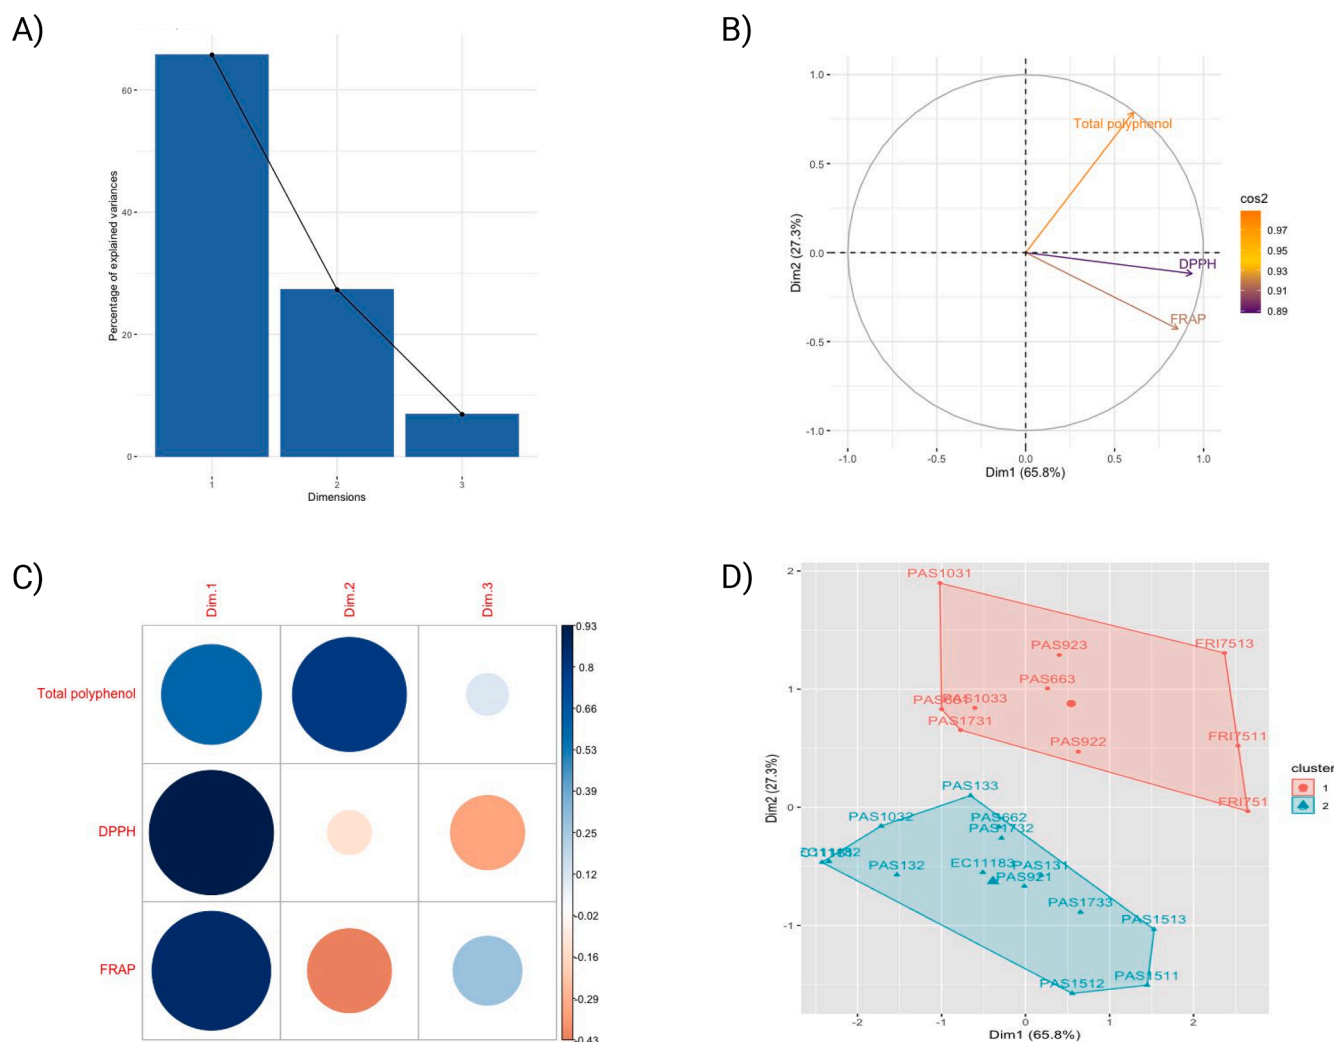 A)
60
40
20
0
Percentage of explained variances
1 2 3
Dimensions
B)
1.0
0.5
0.0
-0.5
-1.0
Dim2 (27.3%)
Total polyphenol
DPPH
FRAP
-1.0 -0.5 0.0 0.5 1.0
Dim1 (65.8%)
cos2
0.97
0.95
0.93
0.91
0.89
C)
Dim.1 Dim.2 Dim.3
Total polyphenol
DPPH
FRAP
0.93
0.8
0.66
0.53
0.39
0.25
0.12
-0.02
-0.16
-0.29
-0.43
D)
2
1
0
-1
Dim2 (27.3%)
PAS1031
PAS923
FRI7513
PAS663
PAS1033
PAS1731
FRI7511
PAS922
FRI751
PAS133
PAS1032
PAS662
PAS1732
EC11183
PAS131
PAS132
PAS921
PAS1733
PAS1513
PAS1511
PAS1512
-2 -1 0 1 2
Dim1 (65.8%)
cluster
1
2